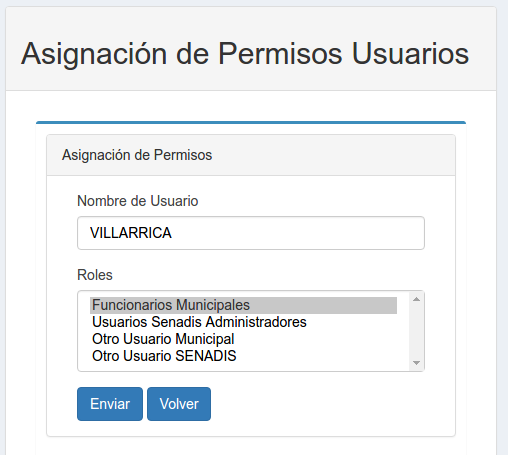 Asignación de Permisos Usuarios
Asignación de Permisos
Nombre de Usuario
VILLARRICA
Roles
Funcionarios Municipales
Usuarios Senadis Administradores
Otro Usuario Municipal
Otro Usuario SENADIS
Enviar Volver